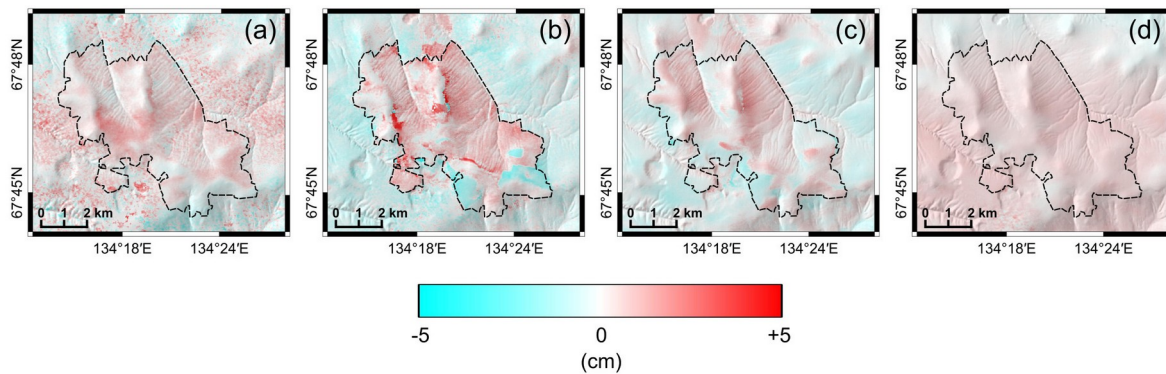 (a) (b) (c) (d)
67°48′N 67°48′N 67°48′N 67°48′N
67°45′N 67°45′N 67°45′N 67°45′N
0 1 2 km 0 1 2 km 0 1 2 km 0 1 2 km
134°18′E 134°24′E 134°18′E 134°24′E 134°18′E 134°24′E 134°18′E 134°24′E
-5 0 +5
(cm)